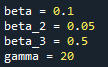 beta = 0.1
beta_2 = 0.05
beta_3 = 0.5
gamma = 20